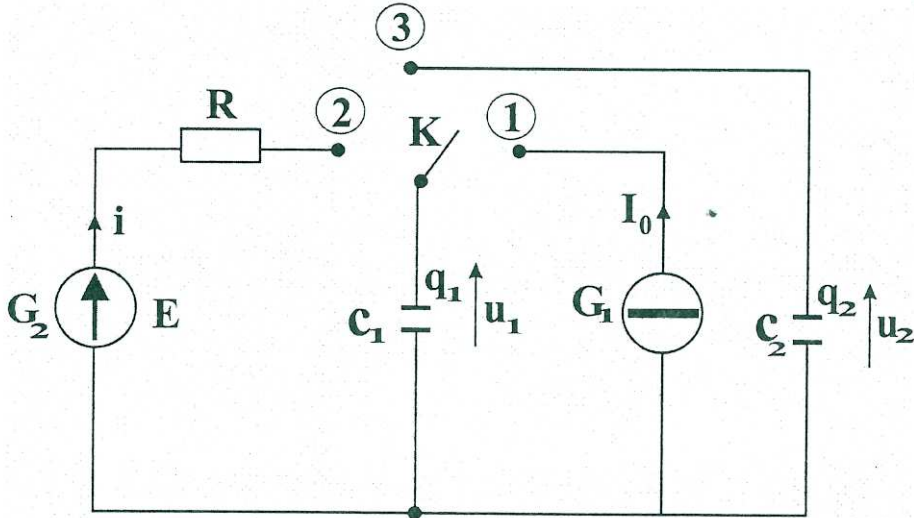 3
R
2
K
1
i
I₀
G₂
E
q₁
C₁
u₁
G₁
q₂
C₂
u₂